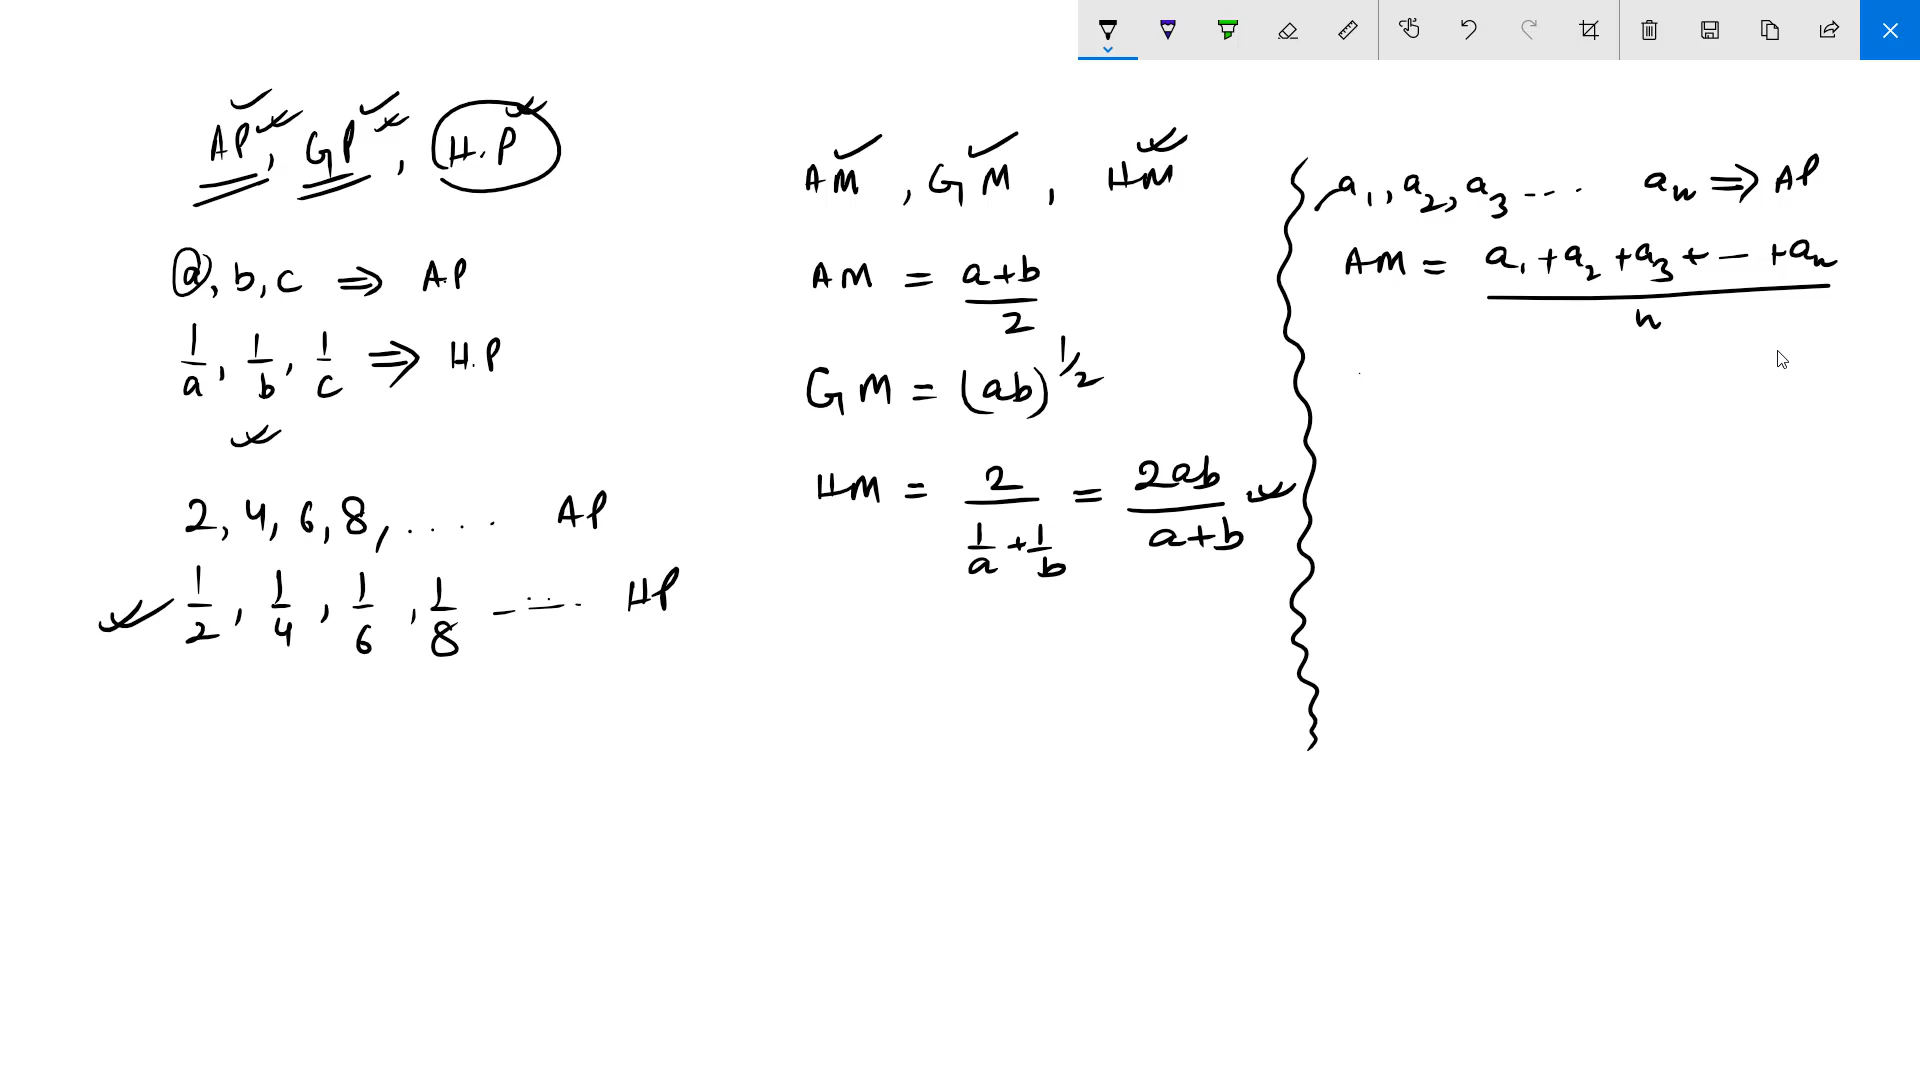 AP, GP, H.P
a, b, c ⇒ A.P
1/a, 1/b, 1/c ⇒ H.P
2, 4, 6, 8, .... AP
1/2, 1/4, 1/6, 1/8 ---- HP
AM, GM, HM
AM = (a+b)/2
GM = (ab)^1/2
HM = 2/(1/a + 1/b) = 2ab/(a+b)
a₁, a₂, a₃ ---- aₙ ⇒ AP
AM = (a₁ + a₂ + a₃ + - + aₙ)/n